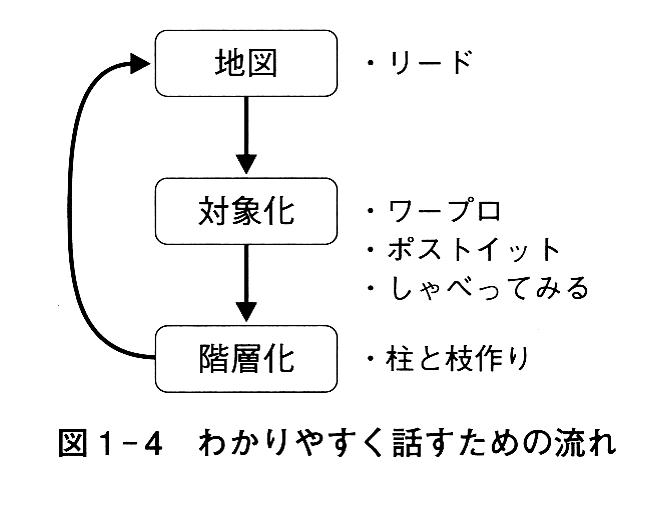 地図 ・リード
対象化 ・ワープロ
・ポストイット
・しゃべってみる
階層化 ・柱と枝作り
図1-4　わかりやすく話すための流れ